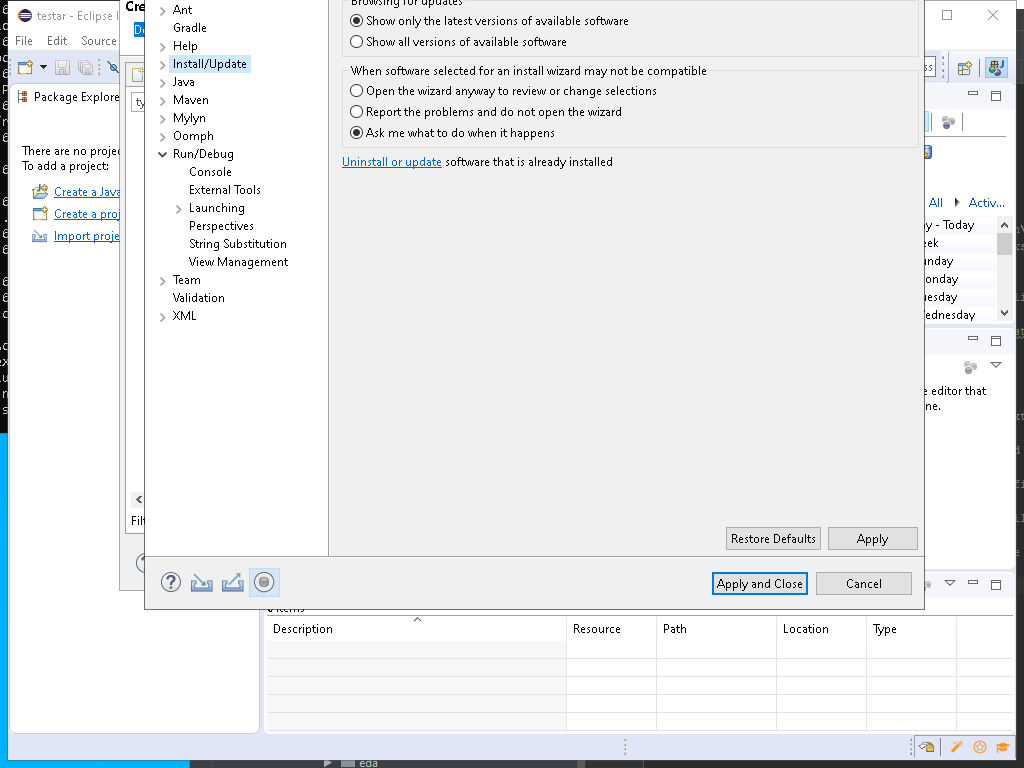 testar - Eclipse I
File Edit Source
Package Explore
There are no projec
To add a project:
Create a Java
Create a proj
Import proje
Cre
De
ty
Filt
Ant
Gradle
Help
Install/Update
Java
Maven
Mylyn
Oomph
Run/Debug
Console
External Tools
Launching
Perspectives
String Substitution
View Management
Team
Validation
XML
Browsing for updates
Show only the latest versions of available software
Show all versions of available software
When software selected for an install wizard may not be compatible
Open the wizard anyway to review or change selections
Report the problems and do not open the wizard
Ask me what to do when it happens
Uninstall or update software that is already installed
Restore Defaults
Apply
Apply and Close
Cancel
ss
All
Activ...
y - Today
eek
unday
onday
uesday
ednesday
e editor that
ne.
0 items
Description
Resource
Path
Location
Type
eda